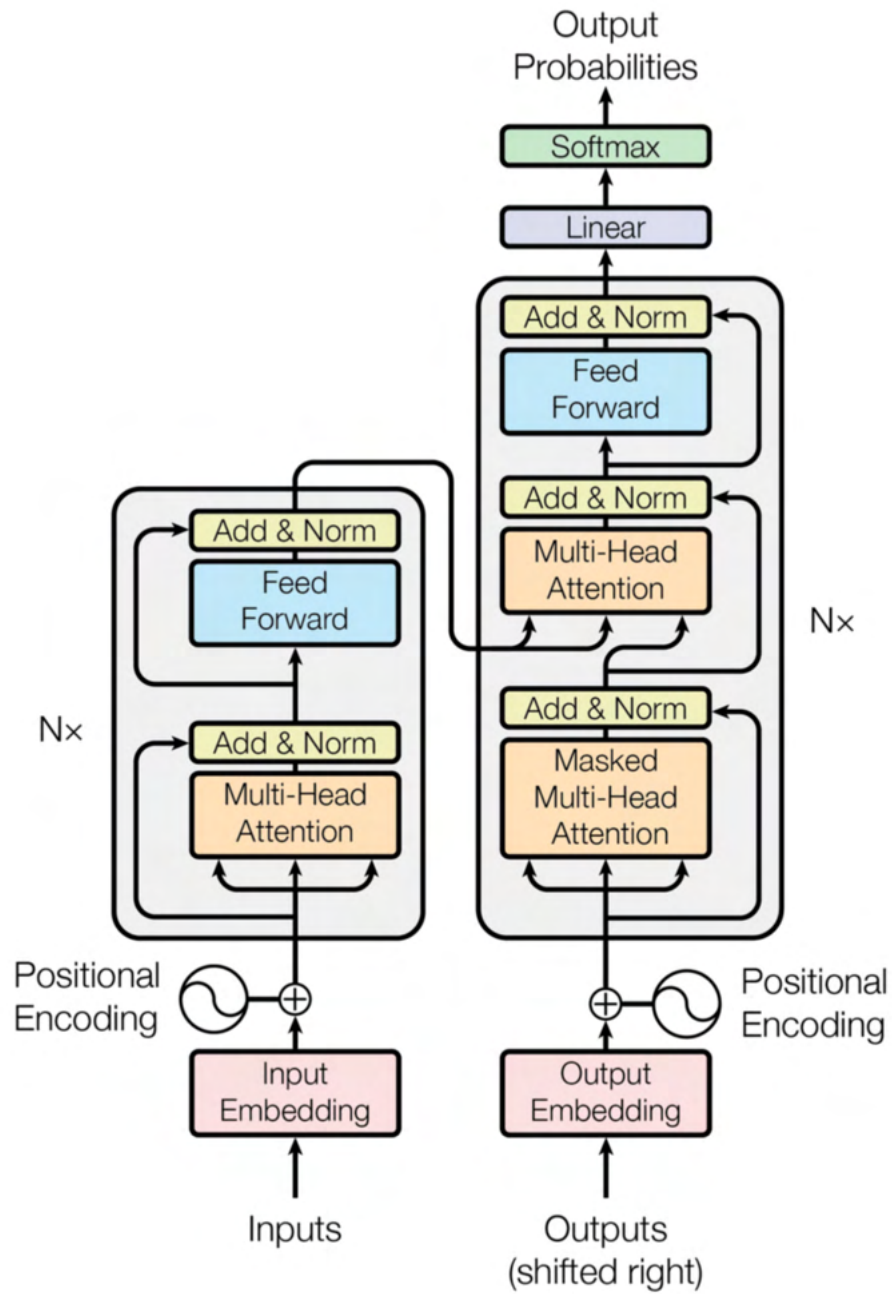 Output
Probabilities
Softmax
Linear
Add & Norm
Feed
Forward
Add & Norm
Multi-Head
Attention
Add & Norm
Masked
Multi-Head
Attention
N×
Add & Norm
Feed
Forward
Add & Norm
Multi-Head
Attention
N×
Positional
Encoding
Positional
Encoding
Input
Embedding
Output
Embedding
Inputs
Outputs
(shifted right)